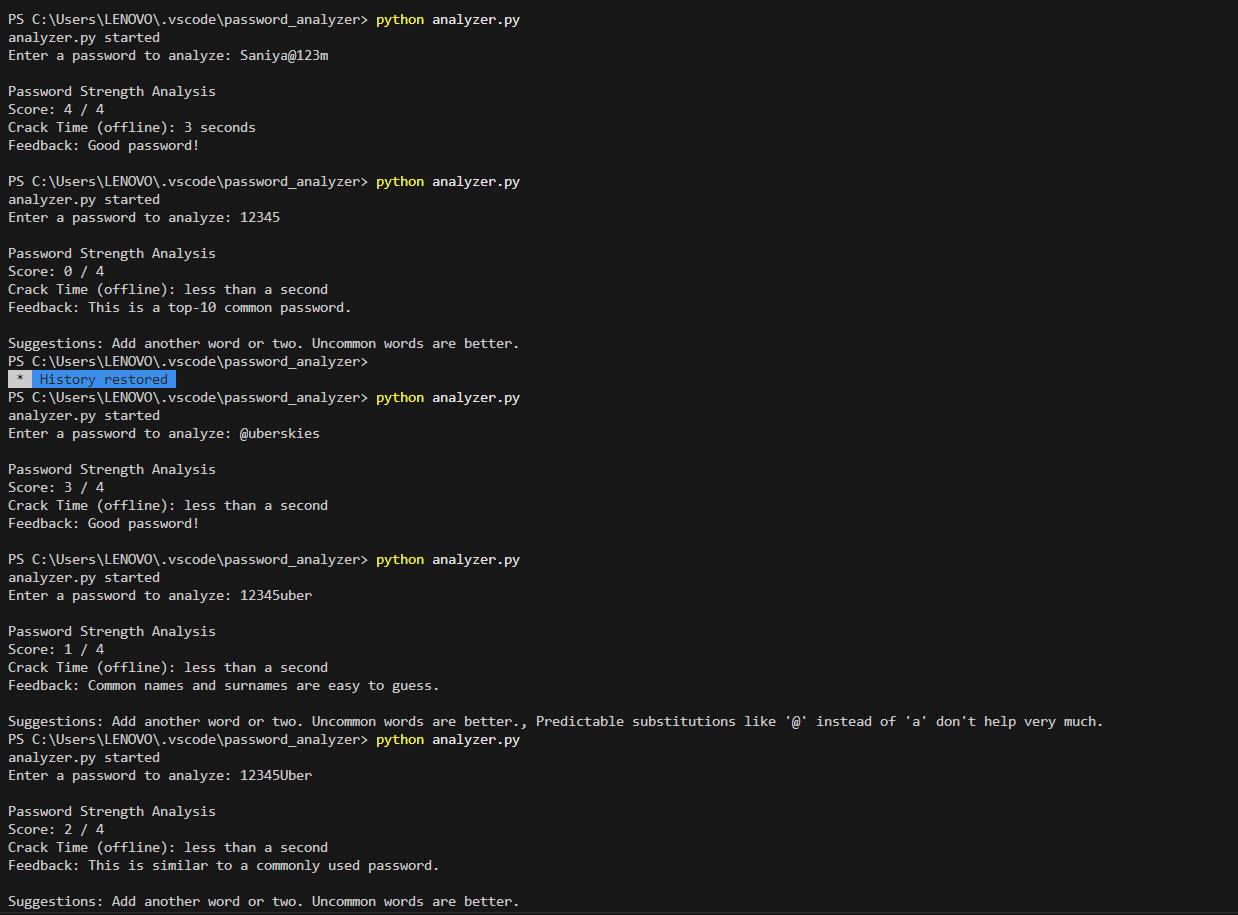 PS C:\Users\LENOVO\.vscode\password_analyzer> python analyzer.py
analyzer.py started
Enter a password to analyze: Saniya@123m
Password Strength Analysis
Score: 4 / 4
Crack Time (offline): 3 seconds
Feedback: Good password!
PS C:\Users\LENOVO\.vscode\password_analyzer> python analyzer.py
analyzer.py started
Enter a password to analyze: 12345
Password Strength Analysis
Score: 0 / 4
Crack Time (offline): less than a second
Feedback: This is a top-10 common password.
Suggestions: Add another word or two. Uncommon words are better.
PS C:\Users\LENOVO\.vscode\password_analyzer>
* History restored
PS C:\Users\LENOVO\.vscode\password_analyzer> python analyzer.py
analyzer.py started
Enter a password to analyze: @uberskies
Password Strength Analysis
Score: 3 / 4
Crack Time (offline): less than a second
Feedback: Good password!
PS C:\Users\LENOVO\.vscode\password_analyzer> python analyzer.py
analyzer.py started
Enter a password to analyze: 12345uber
Password Strength Analysis
Score: 1 / 4
Crack Time (offline): less than a second
Feedback: Common names and surnames are easy to guess.
Suggestions: Add another word or two. Uncommon words are better., Predictable substitutions like '@' instead of 'a' don't help very much.
PS C:\Users\LENOVO\.vscode\password_analyzer> python analyzer.py
analyzer.py started
Enter a password to analyze: 12345Uber
Password Strength Analysis
Score: 2 / 4
Crack Time (offline): less than a second
Feedback: This is similar to a commonly used password.
Suggestions: Add another word or two. Uncommon words are better.